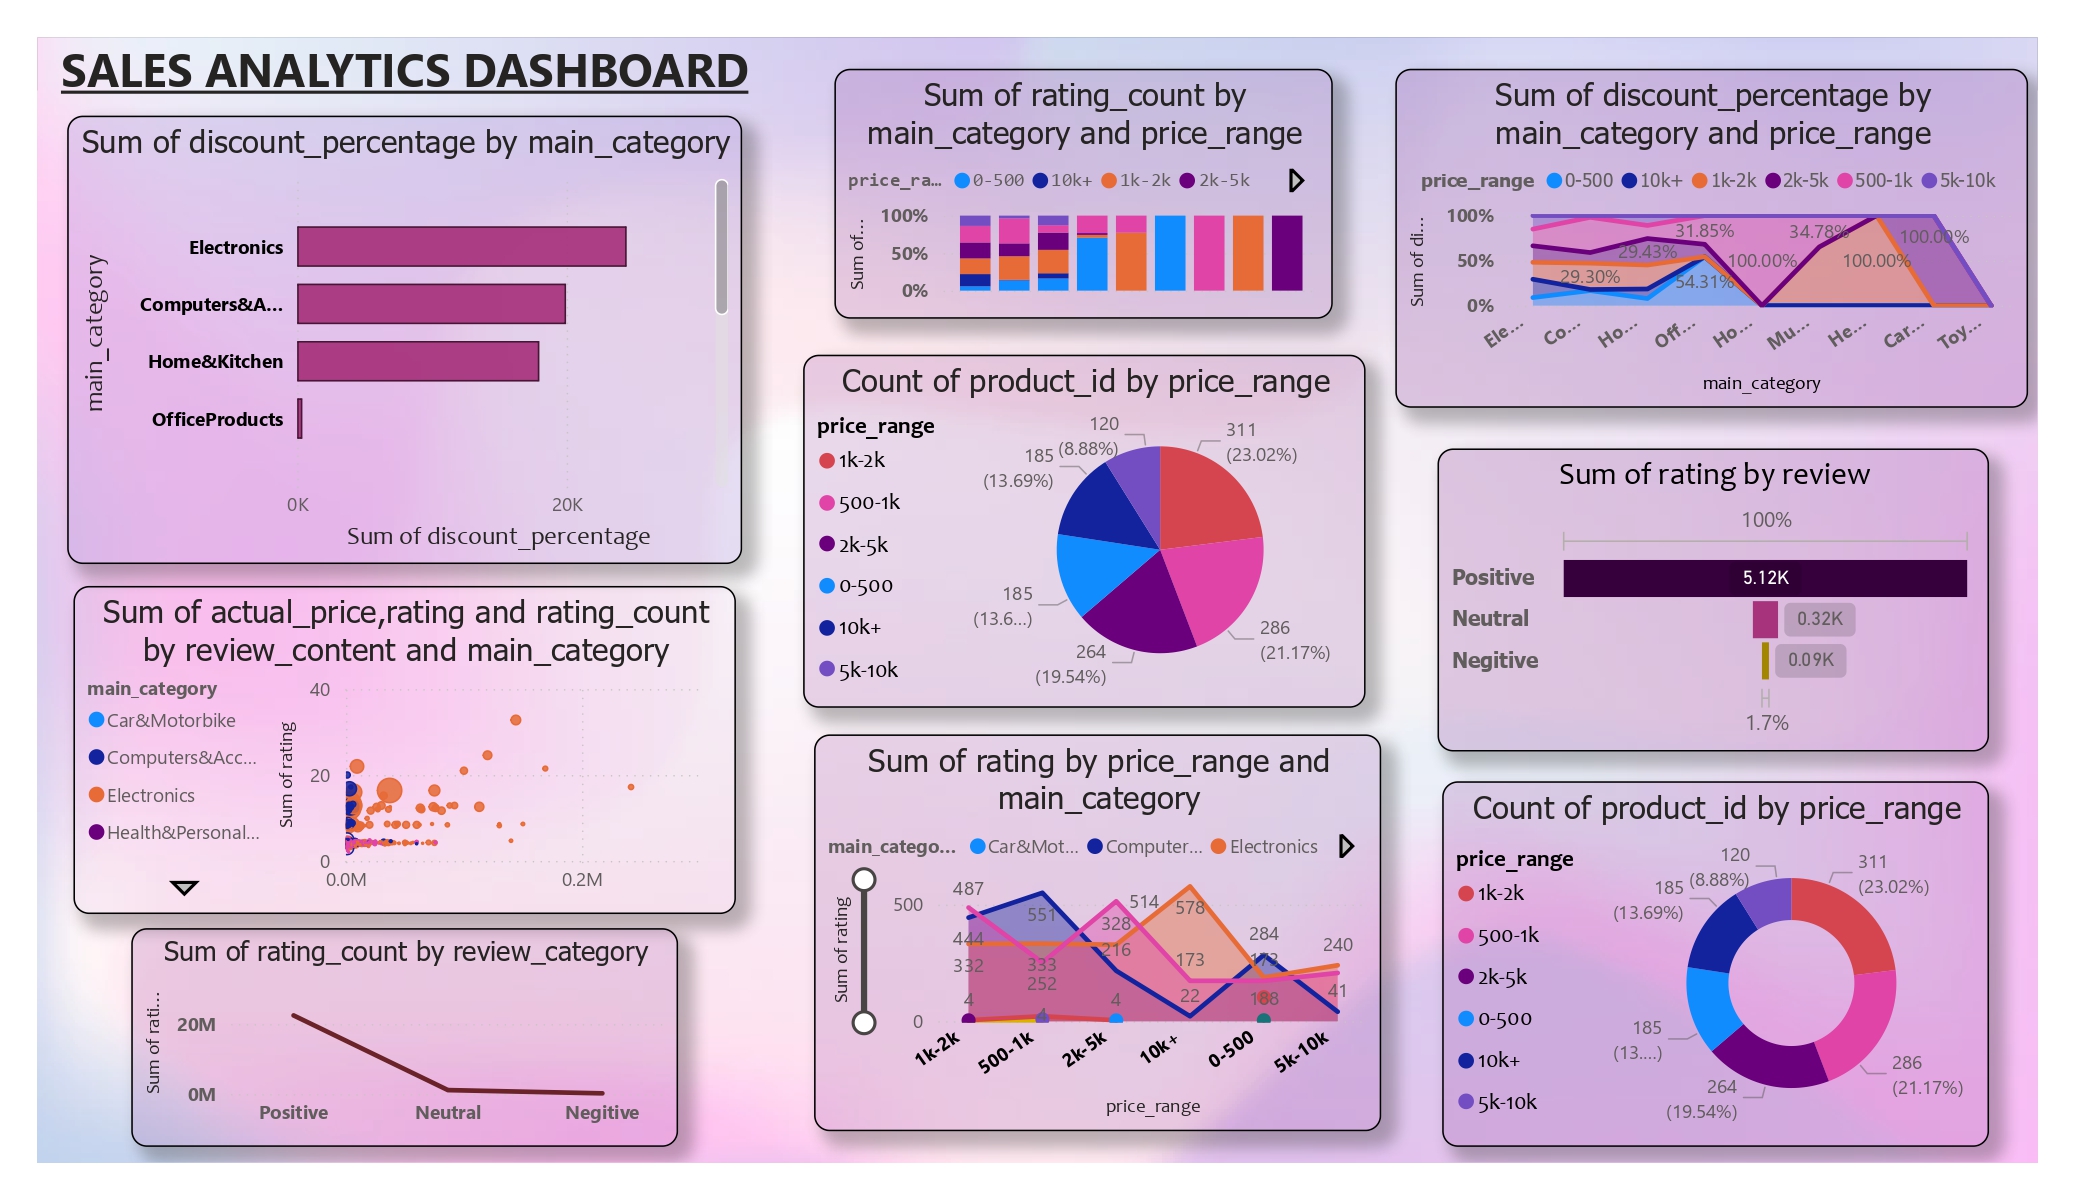 SALES ANALYTICS DASHBOARD
Sum of discount_percentage by main_category
main_category
Electronics
Computers&A...
Home&Kitchen
OfficeProducts
0K 20K
Sum of discount_percentage
Sum of actual_price,rating and rating_count
by review_content and main_category
main_category
Car&Motorbike
Computers&Acc...
Electronics
Health&Personal...
Sum of rating
40
20
0
0.0M 0.2M
Sum of rating_count by review_category
Sum of rati...
20M
0M
Positive Neutral Negitive
Sum of rating_count by
main_category and price_range
price_ra... 0-500 10k+ 1k-2k 2k-5k
Sum of...
100%
50%
0%
Count of product_id by price_range
price_range
1k-2k
500-1k
2k-5k
0-500
10k+
5k-10k
120
(8.88%)
311
(23.02%)
185
(13.69%)
185
(13.6...)
286
(21.17%)
264
(19.54%)
Sum of rating by price_range and
main_category
main_catego... Car&Mot... Computer... Electronics
Sum of rating
500
0
487
444
332
4
551
333
252
4
514
328
216
4
578
173
22
284
173
188
240
41
1k-2k 500-1k 2k-5k 10k+ 0-500 5k-10k
price_range
Sum of discount_percentage by
main_category and price_range
price_range 0-500 10k+ 1k-2k 2k-5k 500-1k 5k-10k
Sum of di...
100%
50%
0%
31.85%
34.78%
100.00%
29.43%
100.00%
100.00%
29.30%
54.31%
Ele... Co... Ho... Off... Ho... Mu... He... Car... Toy...
main_category
Sum of rating by review
100%
Positive 5.12K
Neutral 0.32K
Negitive 0.09K
1.7%
Count of product_id by price_range
price_range
1k-2k
500-1k
2k-5k
0-500
10k+
5k-10k
120
(8.88%)
311
(23.02%)
185
(13.69%)
185
(13....)
286
(21.17%)
264
(19.54%)